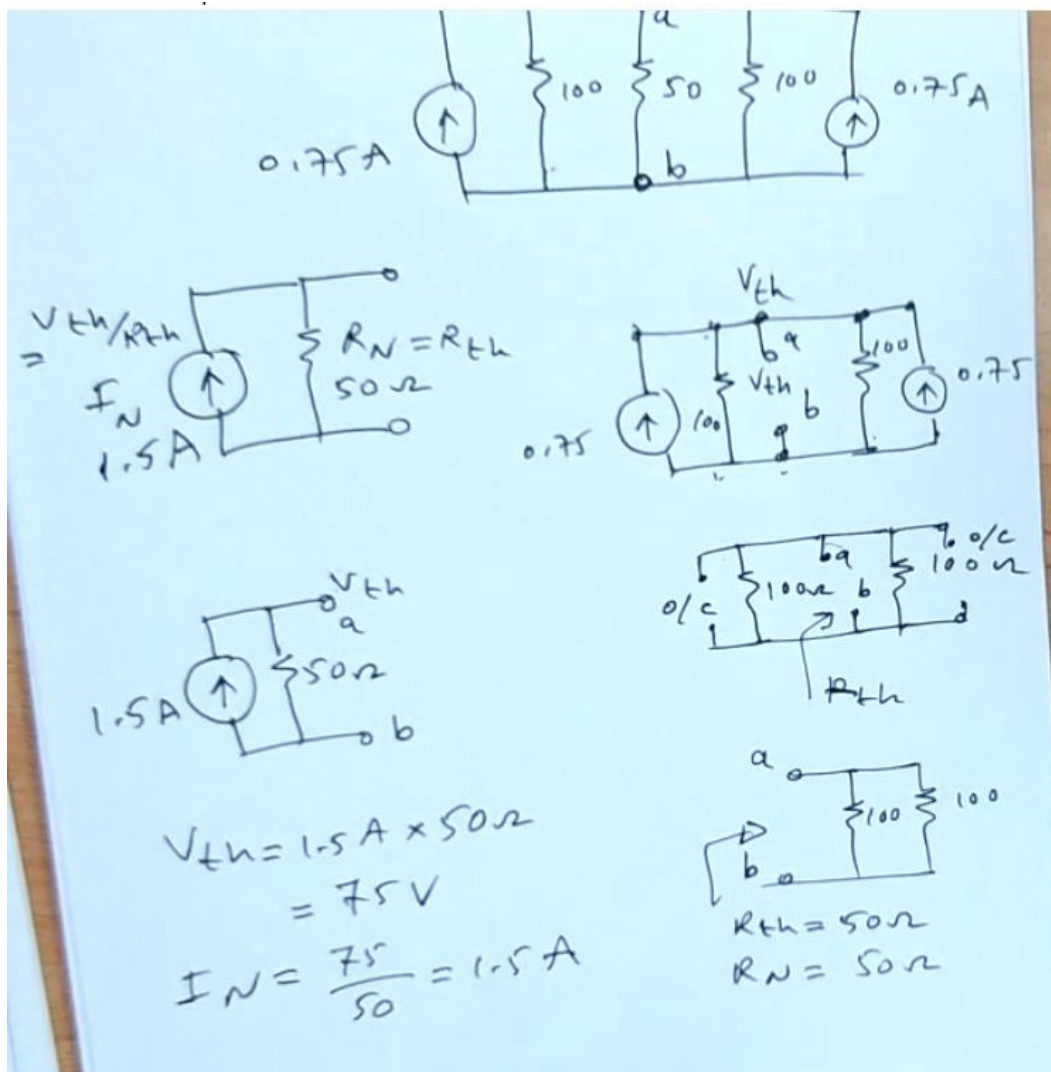 a
100
50
100
0.75A
0.75A
b
Vth/Rth
=
IN
1.5A
RN = Rth
50Ω
Vth
a
Vth
b
100
100
0.75
0.75
o/c
100Ω
a
b
o/c
100Ω
Rth
Vth
a
50Ω
1.5A
b
a
100
100
b
Vth = 1.5A × 50Ω
= 75V
IN = 75/50 = 1.5A
Rth = 50Ω
RN = 50Ω